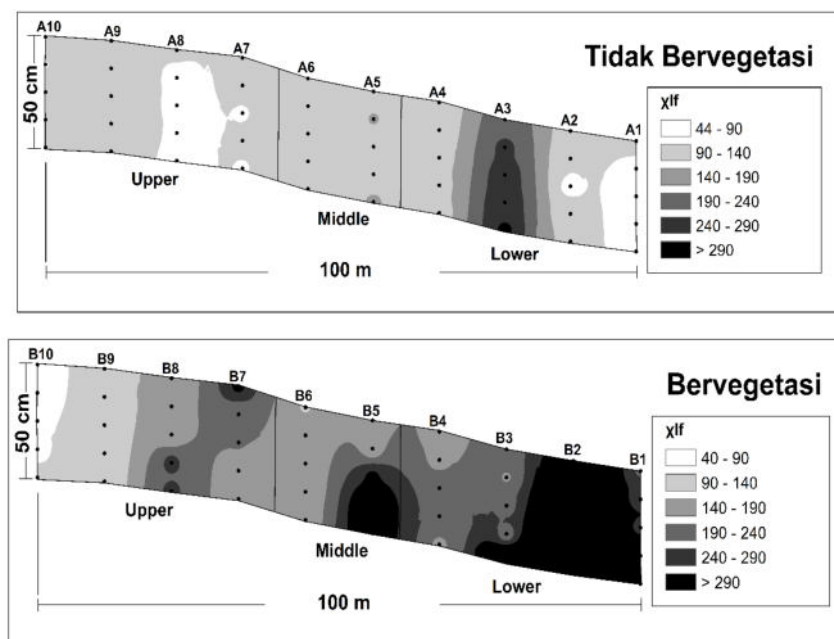 A10 A9 A8 A7 A6 A5 A4 A3 A2 A1
Tidak Bervegetasi
50 cm
χlf
44 - 90
90 - 140
140 - 190
190 - 240
240 - 290
> 290
Upper
Middle
Lower
100 m
B10 B9 B8 B7 B6 B5 B4 B3 B2 B1
Bervegetasi
50 cm
χlf
40 - 90
90 - 140
140 - 190
190 - 240
240 - 290
> 290
Upper
Middle
Lower
100 m